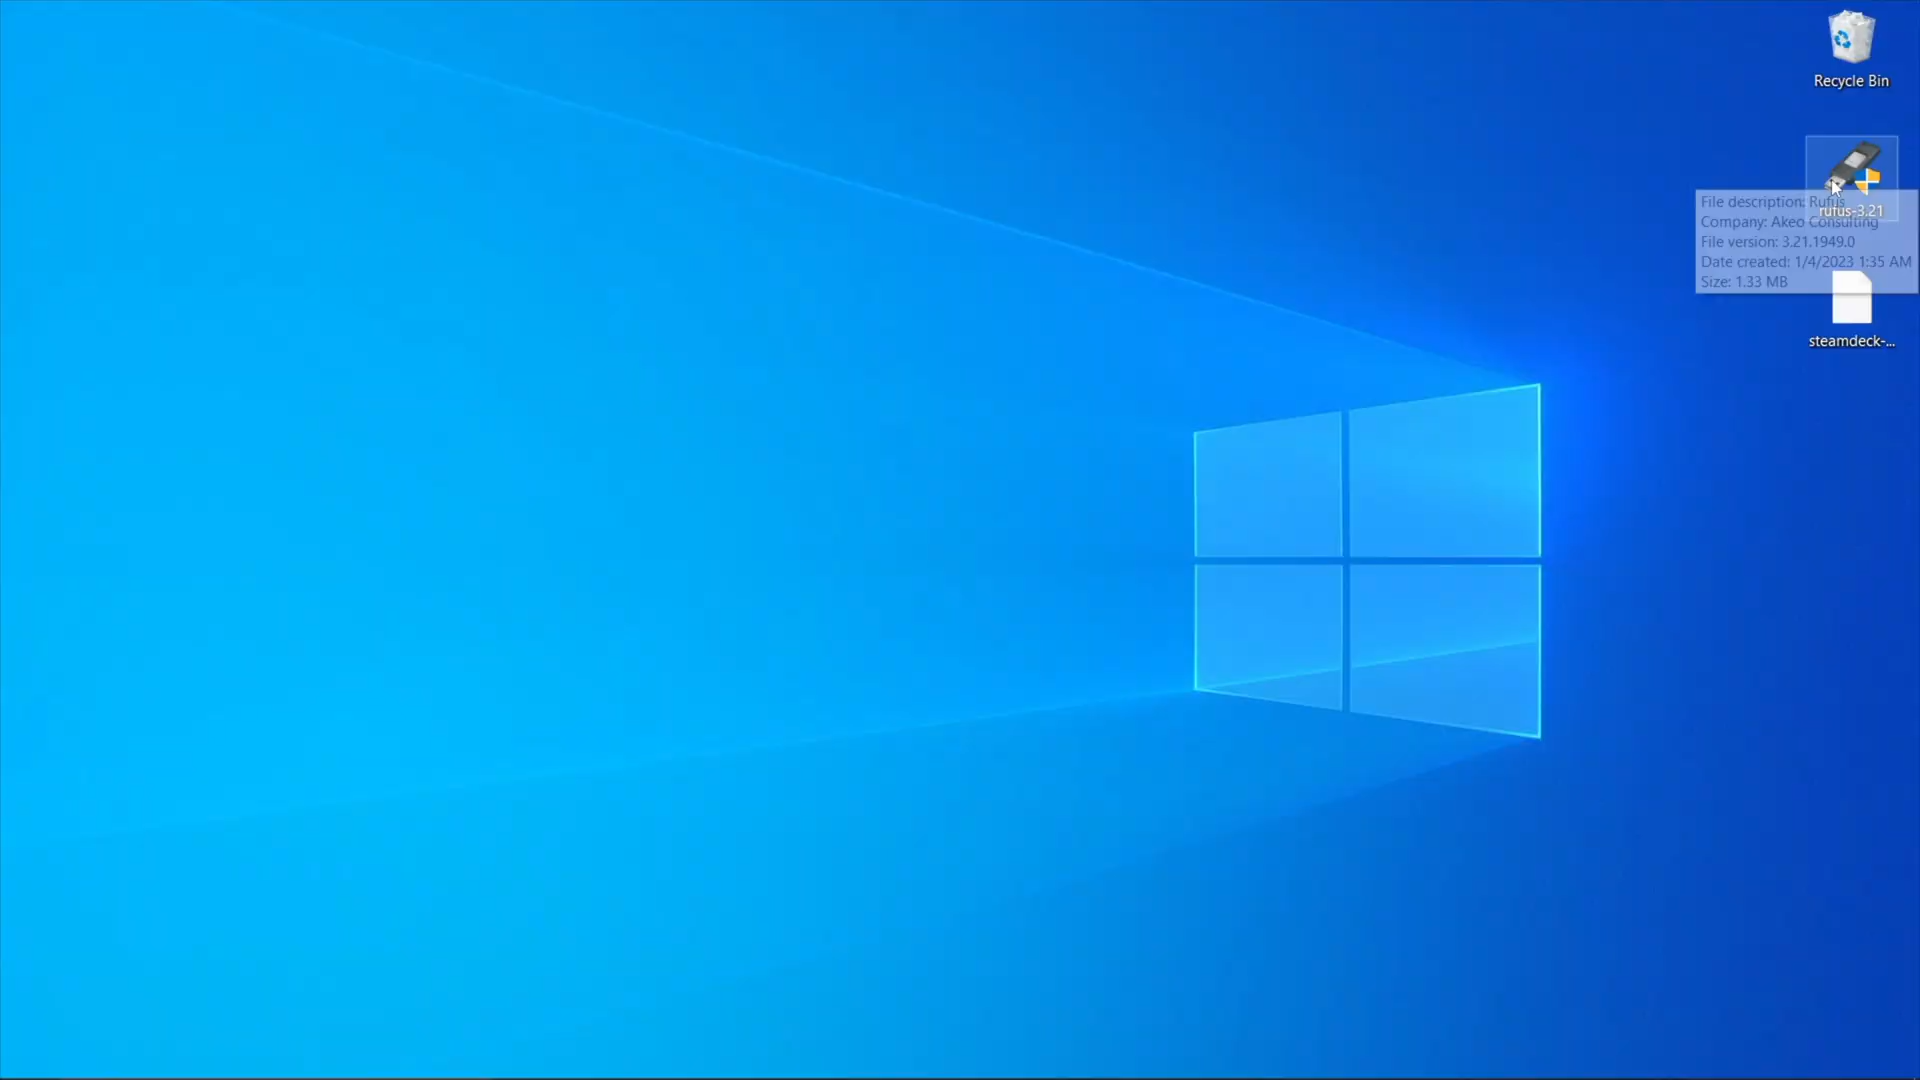 Recycle Bin
rufus-3.21
File description: Rufus
Company: Akeo Consulting
File version: 3.21.1949.0
Date created: 1/4/2023 1:35 AM
Size: 1.33 MB
steamdeck-...